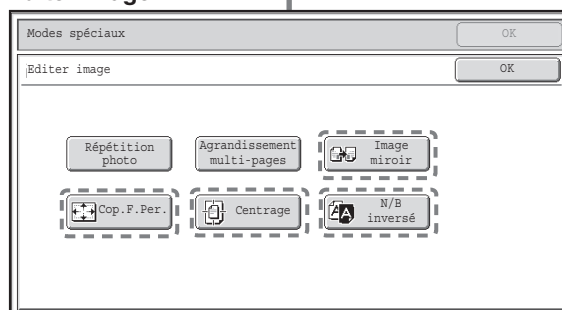 Modes spéciaux
OK
Editer image
OK
Répétition
photo
Agrandissement
multi-pages
Image
miroir
Cop.F.Per.
Centrage
N/B
inversé